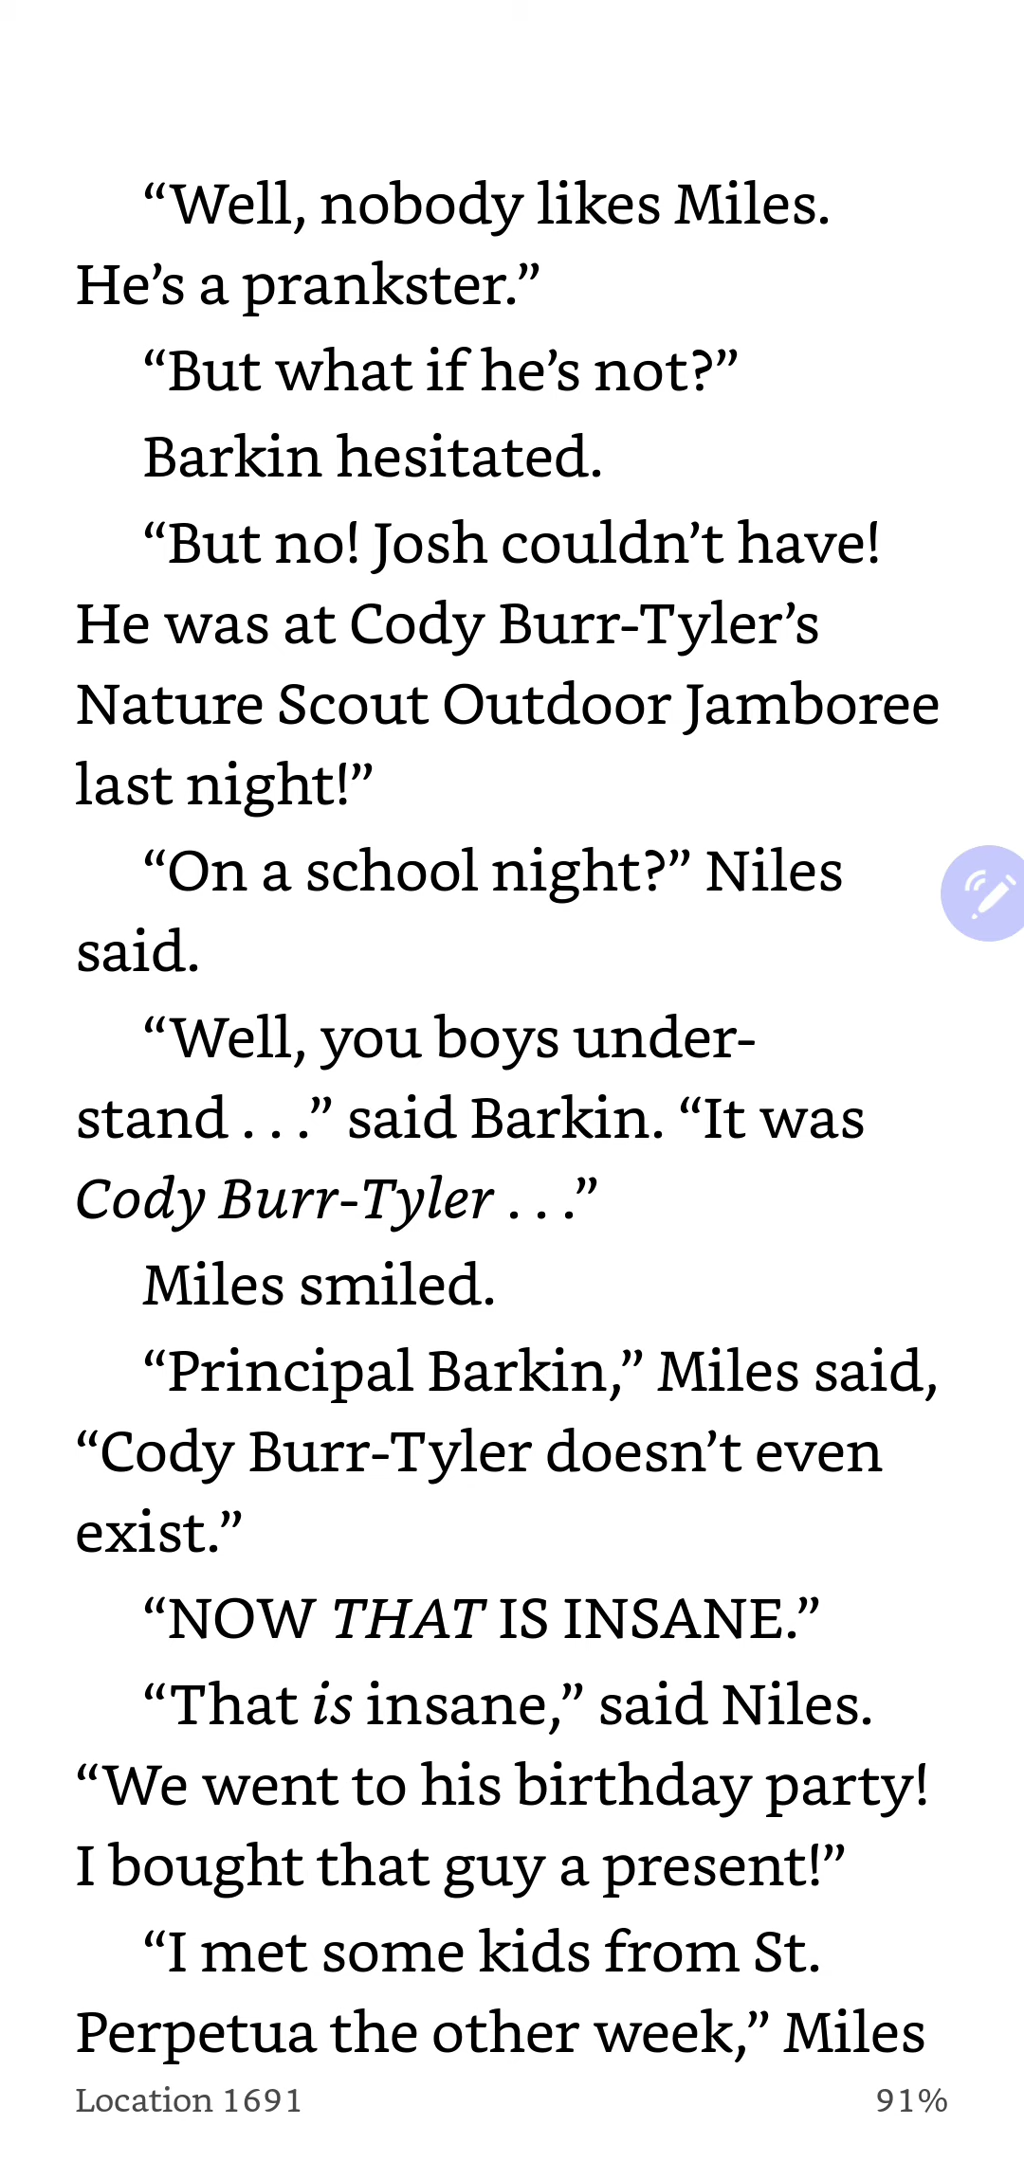 “Well, nobody likes Miles.
He’s a prankster.”
“But what if he’s not?”
Barkin hesitated.
“But no! Josh couldn’t have!
He was at Cody Burr-Tyler’s
Nature Scout Outdoor Jamboree
last night!”
“On a school night?” Niles
said.
“Well, you boys under-
stand . . .” said Barkin. “It was
Cody Burr-Tyler . . .”
Miles smiled.
“Principal Barkin,” Miles said,
“Cody Burr-Tyler doesn’t even
exist.”
“NOW THAT IS INSANE.”
“That is insane,” said Niles.
“We went to his birthday party!
I bought that guy a present!”
“I met some kids from St.
Perpetua the other week,” Miles
Location 1691 91%